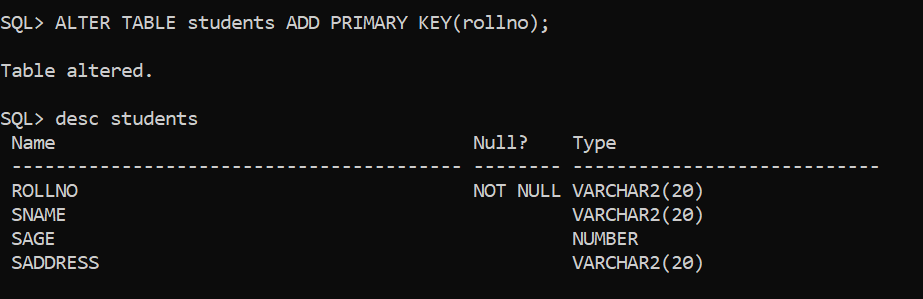 SQL> ALTER TABLE students ADD PRIMARY KEY(rollno);
Table altered.
SQL> desc students
Name Null? Type
----------------------------------------- -------- ----------------------------
ROLLNO NOT NULL VARCHAR2(20)
SNAME VARCHAR2(20)
SAGE NUMBER
SADDRESS VARCHAR2(20)